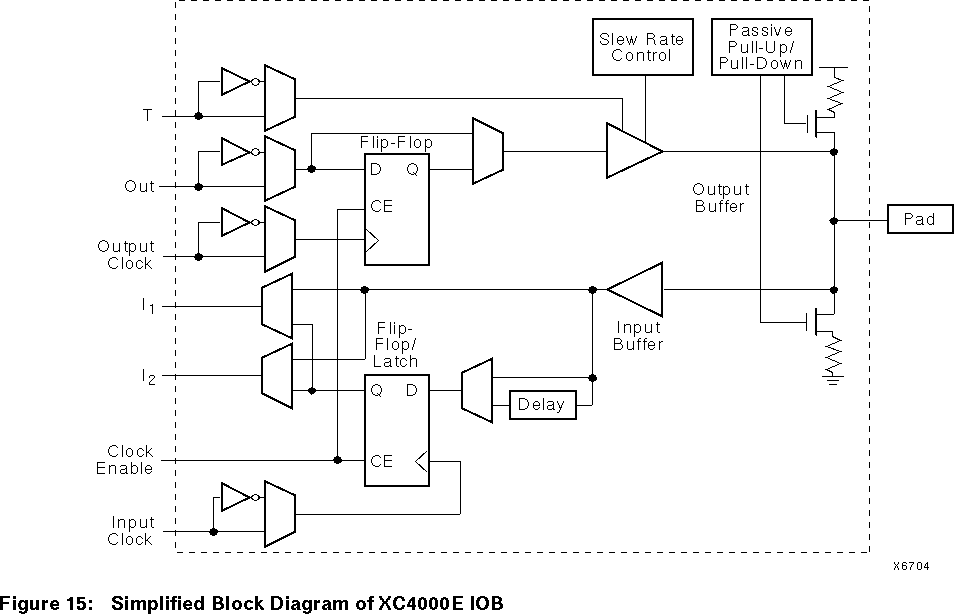 Slew Rate
Control
Passive
Pull-Up/
Pull-Down
T
Flip-Flop
D Q
Out
CE
Output
Buffer
Pad
Output
Clock
I1
Flip-
Flop/
Latch
Input
Buffer
I2
Q D
Delay
Clock
Enable
CE
Input
Clock
X6704
Figure 15: Simplified Block Diagram of XC4000E IOB